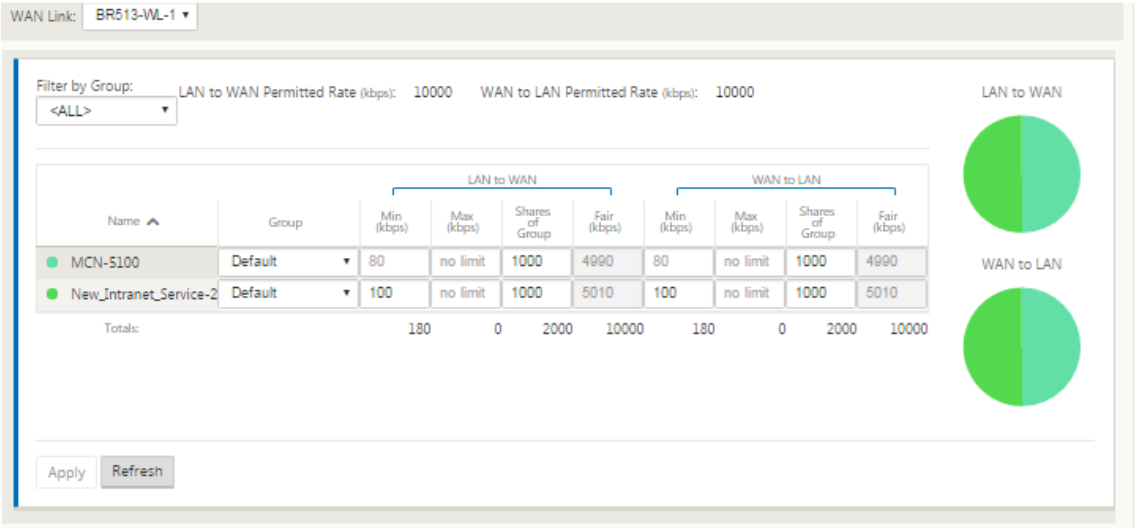 WAN Link: BR513-WL-1
Filter by Group:
<ALL>
LAN to WAN Permitted Rate (kbps): 10000 WAN to LAN Permitted Rate (kbps): 10000
LAN to WAN
LAN to WAN WAN to LAN
Name Group Min (kbps) Max (kbps) Shares of Group Fair (kbps) Min (kbps) Max (kbps) Shares of Group Fair (kbps)
MCN-5100 Default 80 no limit 1000 4990 80 no limit 1000 4990
WAN to LAN
New_Intranet_Service-2 Default 100 no limit 1000 5010 100 no limit 1000 5010
Totals: 180 0 2000 10000 180 0 2000 10000
Apply Refresh